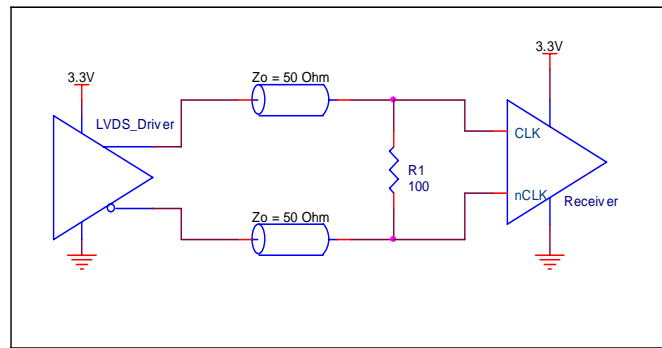 3.3V
3.3V
Zo = 50 Ohm
LVDS_Driver
CLK
R1
100
nCLK
Receiver
Zo = 50 Ohm